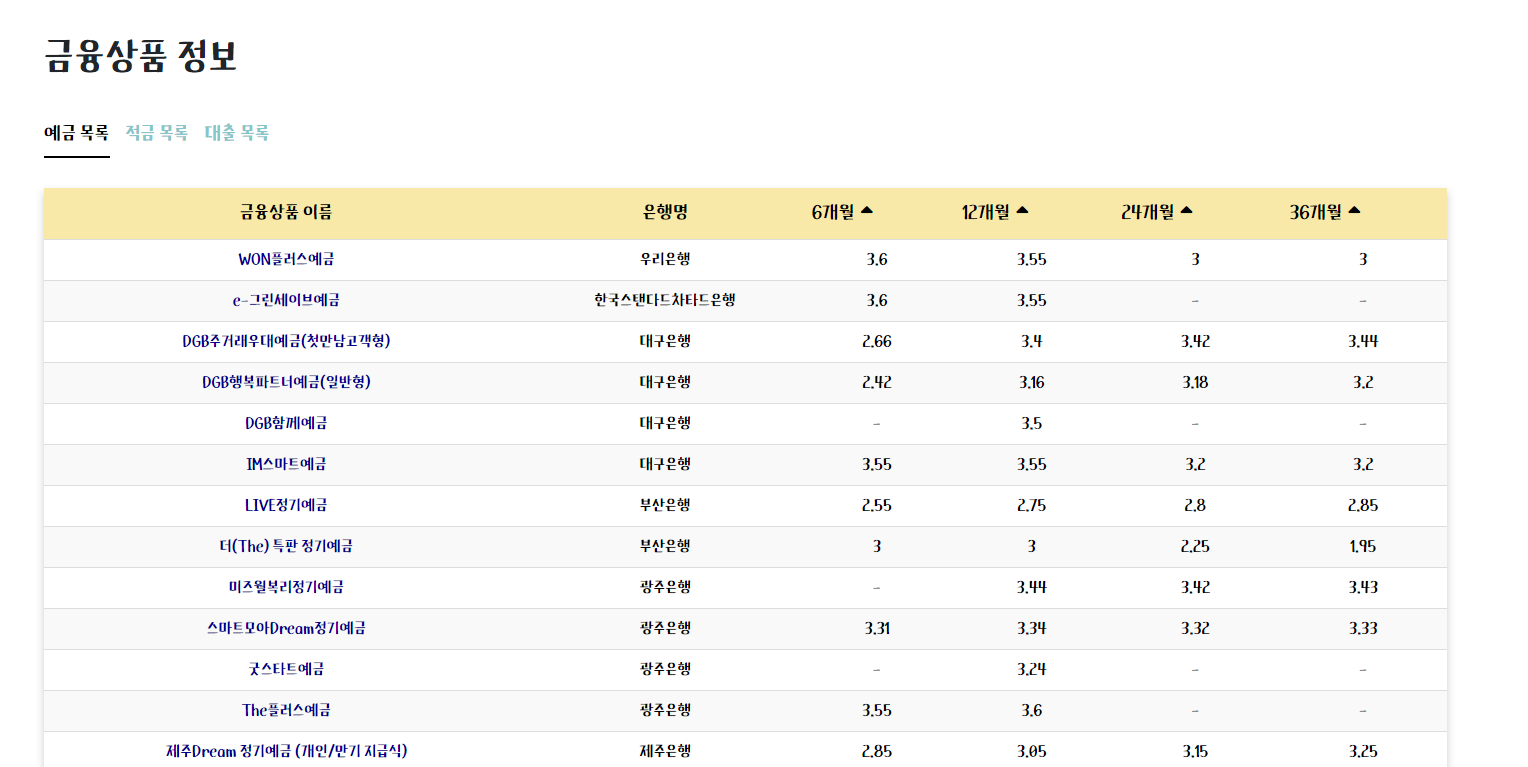 금융상품 정보
예금 목록 적금 목록 대출 목록
금융상품 이름 은행명 6개월 12개월 24개월 36개월
WON플러스예금 우리은행 3.6 3.55 3 3
e-그린세이브예금 한국스탠다드차타드은행 3.6 3.55 - -
DGB주거래우대예금(첫만남고객형) 대구은행 2.66 3.4 3.42 3.44
DGB행복파트너예금(일반형) 대구은행 2.42 3.16 3.18 3.2
DGB함께예금 대구은행 - 3.5 - -
IM스마트예금 대구은행 3.55 3.55 3.2 3.2
LIVE정기예금 부산은행 2.55 2.75 2.8 2.85
더(The) 특판 정기예금 부산은행 3 3 2.25 1.95
미즈월복리정기예금 광주은행 - 3.44 3.42 3.43
스마트모아Dream정기예금 광주은행 3.31 3.34 3.32 3.33
굿스타트예금 광주은행 - 3.24 - -
The플러스예금 광주은행 3.55 3.6 - -
제주Dream 정기예금 (개인/만기 지급식) 제주은행 2.85 3.05 3.15 3.25